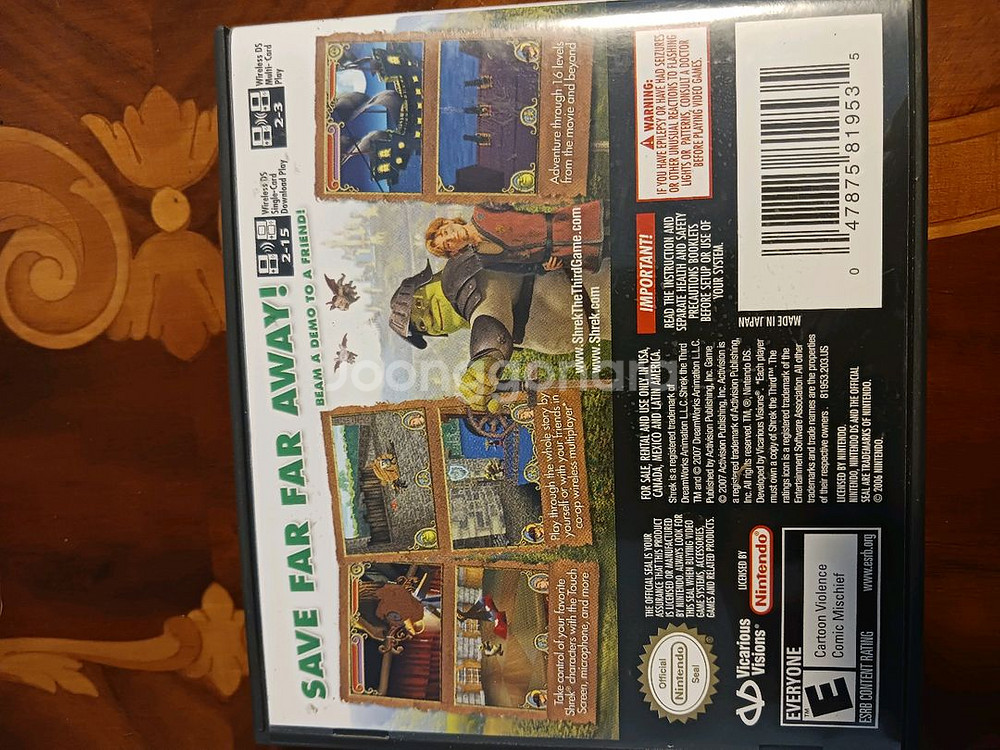 SAVE FAR FAR FAR AWAY!
BEAM A DEMO TO A FRIEND!
Wireless DS
Single-Card
Download Play
2-15
Wireless DS
Multi-Card
Play
2-3
Take control of your favorite
Shrek® characters with the Touch
Screen, microphone, and more
Play through the whole story by
yourself or with your friends in
co-op wireless multiplayer
Adventure through 16 levels
from the movie and beyond
www.ShrekTheThirdGame.com
www.Shrek.com
Joonggonara
Official
Nintendo
Seal
THE OFFICIAL SEAL IS YOUR
ASSURANCE THAT THIS PRODUCT
IS LICENSED OR MANUFACTURED
BY NINTENDO. ALWAYS LOOK FOR
THIS SEAL WHEN BUYING VIDEO
GAME SYSTEMS, ACCESSORIES,
GAMES AND RELATED PRODUCTS.
Vicarious
Visions®
LICENSED BY
Nintendo®
EVERYONE
E
TM
Cartoon Violence
Comic Mischief
ESRB CONTENT RATING
www.esrb.org
FOR SALE, RENTAL AND USE ONLY IN USA,
CANADA, MEXICO AND LATIN AMERICA.
Shrek is a registered trademark of
DreamWorks Animation L.L.C. Shrek the Third
TM and © 2007 DreamWorks Animation L.L.C.
Published by Activision Publishing, Inc. Game
© 2007 Activision Publishing, Inc. Activision is
a registered trademark of Activision Publishing,
Inc. All rights reserved. TM, ®, Nintendo DS.
Developed by Vicarious Visions®. *Each player
must own a copy of Shrek the Third™. The
ratings icon is a registered trademark of the
Entertainment Software Association. All other
trademarks and trade names are the properties
of their respective owners. 81953.203.US
LICENSED BY NINTENDO.
NINTENDO, NINTENDO DS AND THE OFFICIAL
SEAL ARE TRADEMARKS OF NINTENDO.
© 2006 NINTENDO.
IMPORTANT!
READ THE INSTRUCTION AND
SEPARATE HEALTH AND SAFETY
PRECAUTIONS BOOKLETS
BEFORE SETUP OR USE OF
YOUR SYSTEM.
WARNING:
IF YOU HAVE EPILEPSY OR HAVE HAD SEIZURES
OR OTHER UNUSUAL REACTIONS TO FLASHING
LIGHTS OR PATTERNS, CONSULT A DOCTOR
BEFORE PLAYING VIDEO GAMES.
MADE IN JAPAN
0 47875 81953 5